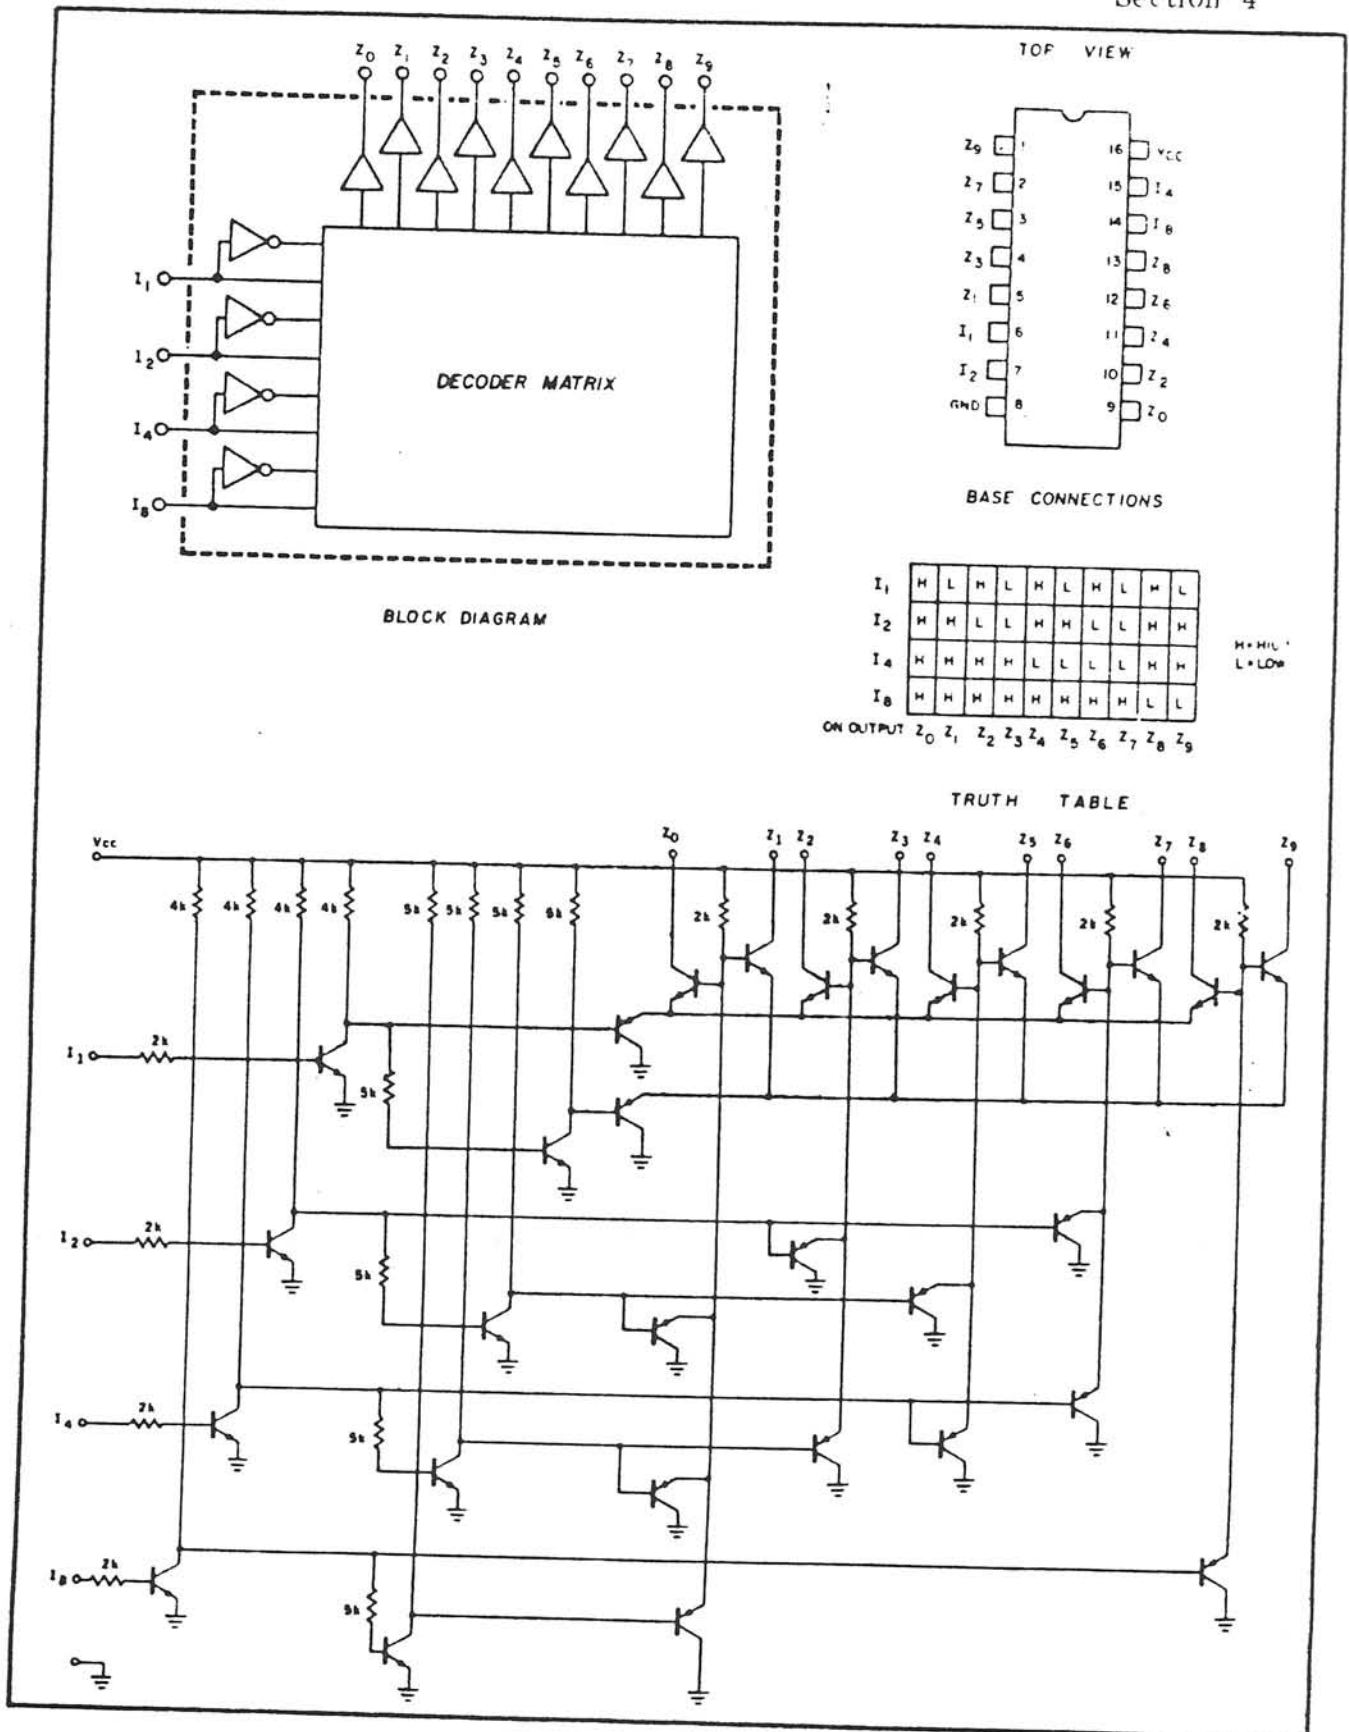 Section 4
TOP VIEW
Z0 Z1 Z2 Z3 Z4 Z5 Z6 Z7 Z8 Z9
I1
I2
I4
I8
DECODER MATRIX
BLOCK DIAGRAM
Z9 1 16 VCC
Z7 2 15 I4
Z5 3 14 I8
Z3 4 13 Z8
Z1 5 12 Z6
I1 6 11 Z4
I2 7 10 Z2
GND 8 9 Z0
BASE CONNECTIONS
I1 H L H L H L H L H L
I2 H H L L H H L L H H
I4 H H H H L L L L H H
I8 H H H H H H H H L L
ON OUTPUT Z0 Z1 Z2 Z3 Z4 Z5 Z6 Z7 Z8 Z9
L = LOW
TRUTH TABLE
Vcc
Z0 Z1 Z2 Z3 Z4 Z5 Z6 Z7 Z8 Z9
4k 4k 4k 4k 5k 5k 5k 5k 2k 2k 2k 2k 2k
I1 2k
5k
I2 2k
5k
I4 2k
5k
I8 2k
5k